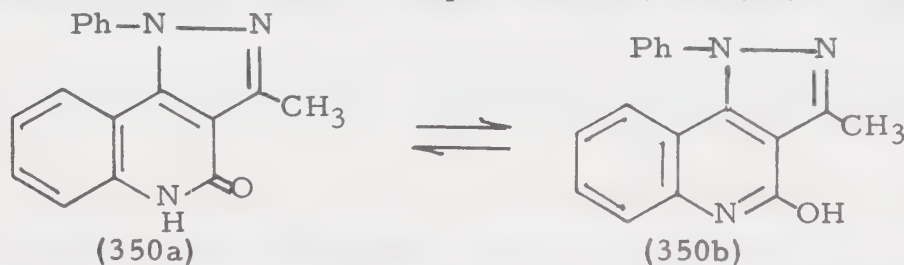 Ph N N Ph N N
CH3 CH3
N O N OH
H
(350a) (350b)